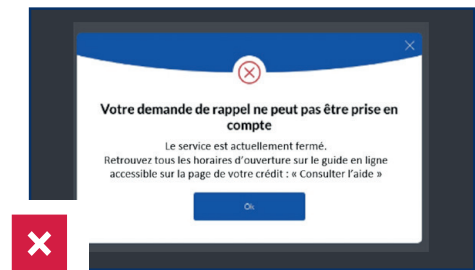 Votre demande de rappel ne peut pas être prise en
compte
Le service est actuellement fermé.
Retrouvez tous les horaires d'ouverture sur le guide en ligne
accessible sur la page de votre crédit : « Consulter l'aide »
Ok